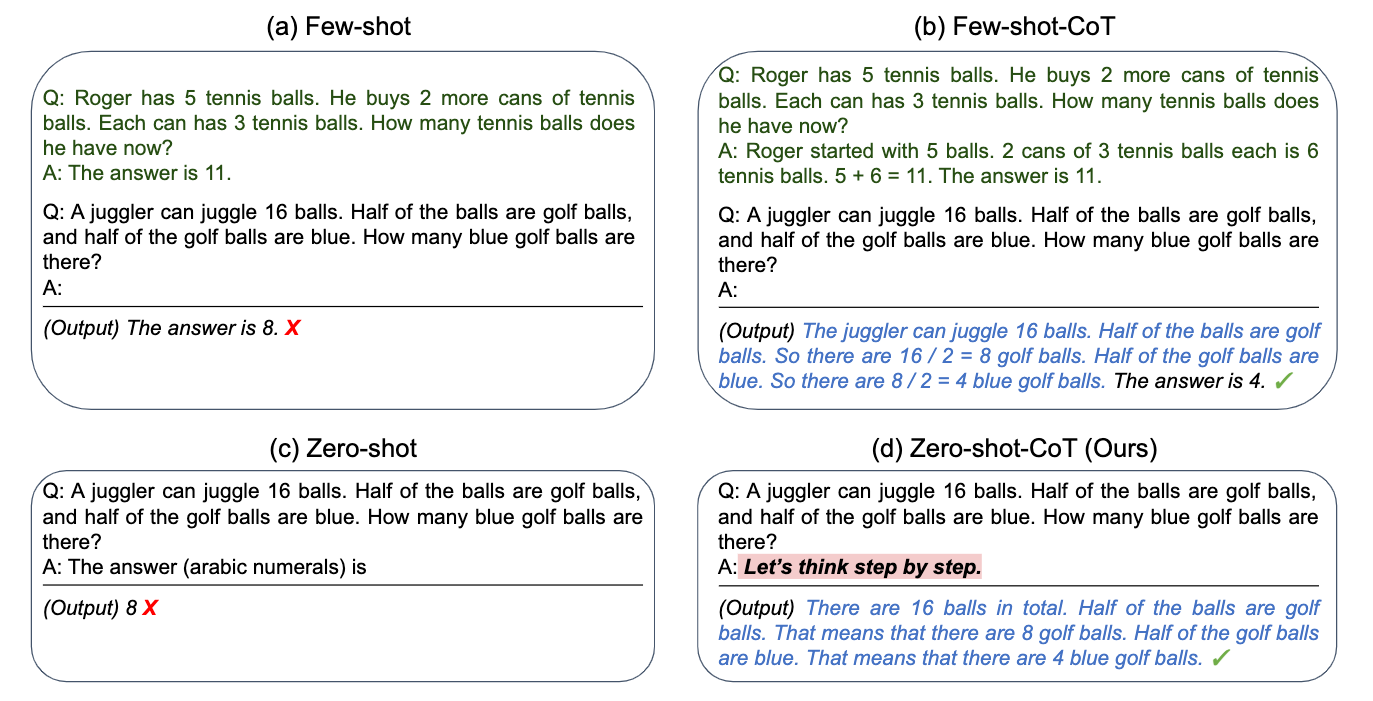 (a) Few-shot
Q: Roger has 5 tennis balls. He buys 2 more cans of tennis
balls. Each can has 3 tennis balls. How many tennis balls does
he have now?
A: The answer is 11.
Q: A juggler can juggle 16 balls. Half of the balls are golf balls,
and half of the golf balls are blue. How many blue golf balls are
there?
A:
(Output) The answer is 8. X
(b) Few-shot-CoT
Q: Roger has 5 tennis balls. He buys 2 more cans of tennis
balls. Each can has 3 tennis balls. How many tennis balls does
he have now?
A: Roger started with 5 balls. 2 cans of 3 tennis balls each is 6
tennis balls. 5 + 6 = 11. The answer is 11.
Q: A juggler can juggle 16 balls. Half of the balls are golf balls,
and half of the golf balls are blue. How many blue golf balls are
there?
A:
(Output) The juggler can juggle 16 balls. Half of the balls are golf
balls. So there are 16 / 2 = 8 golf balls. Half of the golf balls are
blue. So there are 8 / 2 = 4 blue golf balls. The answer is 4. ✓
(c) Zero-shot
Q: A juggler can juggle 16 balls. Half of the balls are golf balls,
and half of the golf balls are blue. How many blue golf balls are
there?
A: The answer (arabic numerals) is
(Output) 8 X
(d) Zero-shot-CoT (Ours)
Q: A juggler can juggle 16 balls. Half of the balls are golf balls,
and half of the golf balls are blue. How many blue golf balls are
there?
A: Let's think step by step.
(Output) There are 16 balls in total. Half of the balls are golf
balls. That means that there are 8 golf balls. Half of the golf balls
are blue. That means that there are 4 blue golf balls. ✓